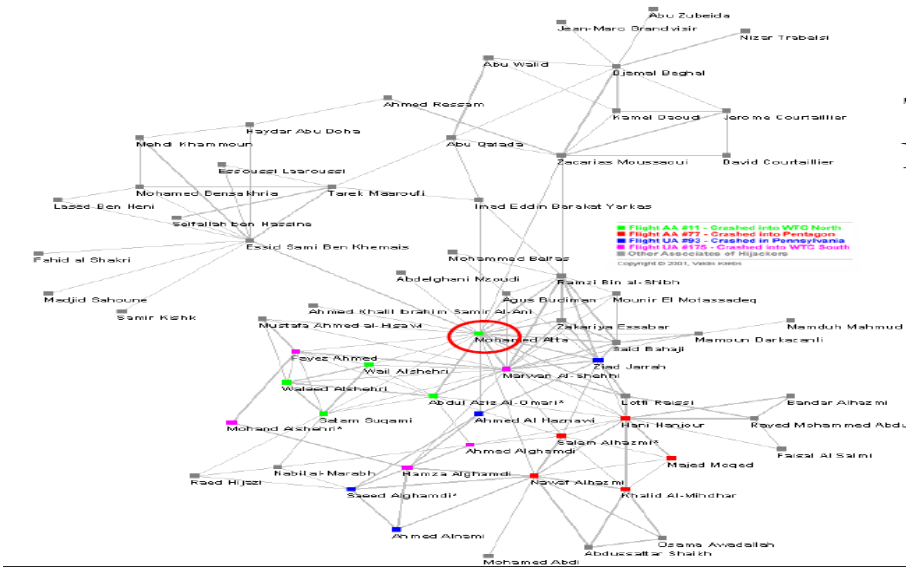 Abu Zubeida
Jean-Marc Grandvisir
Nizar Trabelsi
Abu Walid
Djamal Beghal
Ahmed Ressam
Kamel Daoudi
Jerome Courtaillier
Haydar Abu Doha
Mehdi Khammoun
Abu Qatada
Zacarias Moussaoui
David Courtaillier
Essoussi Laaroussi
Mohamed Bensakhria
Tarek Maaroufi
Lased Ben Heni
Imad Eddin Barakat Yarkas
Seifallah ben Hassine
Flight AA #11 - Crashed into WTC North
Flight AA #77 - Crashed into Pentagon
Flight UA #93 - Crashed in Pennsylvania
Flight UA #175 - Crashed into WTC South
Other Associates of Hijackers
Copyright © 2001, Valdis Krebs
Essid Sami Ben Khemais
Fahid al Shakri
Mohammed Belfas
Abdelghani Mzoudi
Ramzi Bin al-Shibh
Madjid Sahoune
Agus Budiman
Mounir El Motassadeq
Samir Kishk
Ahmed Khalil Ibrahim Samir Al-Ani
Mustafa Ahmed al-Hisawi
Zakariya Essabar
Mamduh Mahmud
Mohamed Atta
Said Bahaji
Mamoun Darkacanli
Fayez Ahmed
Ziad Jarrah
Wail Alshehri
Marwan Al-Shehhi
Waleed Alshehri
Abdul Aziz Al-Omari*
Lotfi Raissi
Bandar Alhazmi
Satam Suqami
Ahmed Al Haznawi
Hani Hanjour
Rayed Mohammed Abdu
Mohand Alshehri*
Salem Alhazmi*
Ahmed Alghamdi
Faisal Al Salmi
Nabil al-Marabh
Hamza Alghamdi
Majed Moqed
Raed Hijazi
Nawaf Alhazmi
Saeed Alghamdi*
Khalid Al-Mihdhar
Ahmed Alnami
Osama Awadallah
Abdussattar Shaikh
Mohamed Abdi